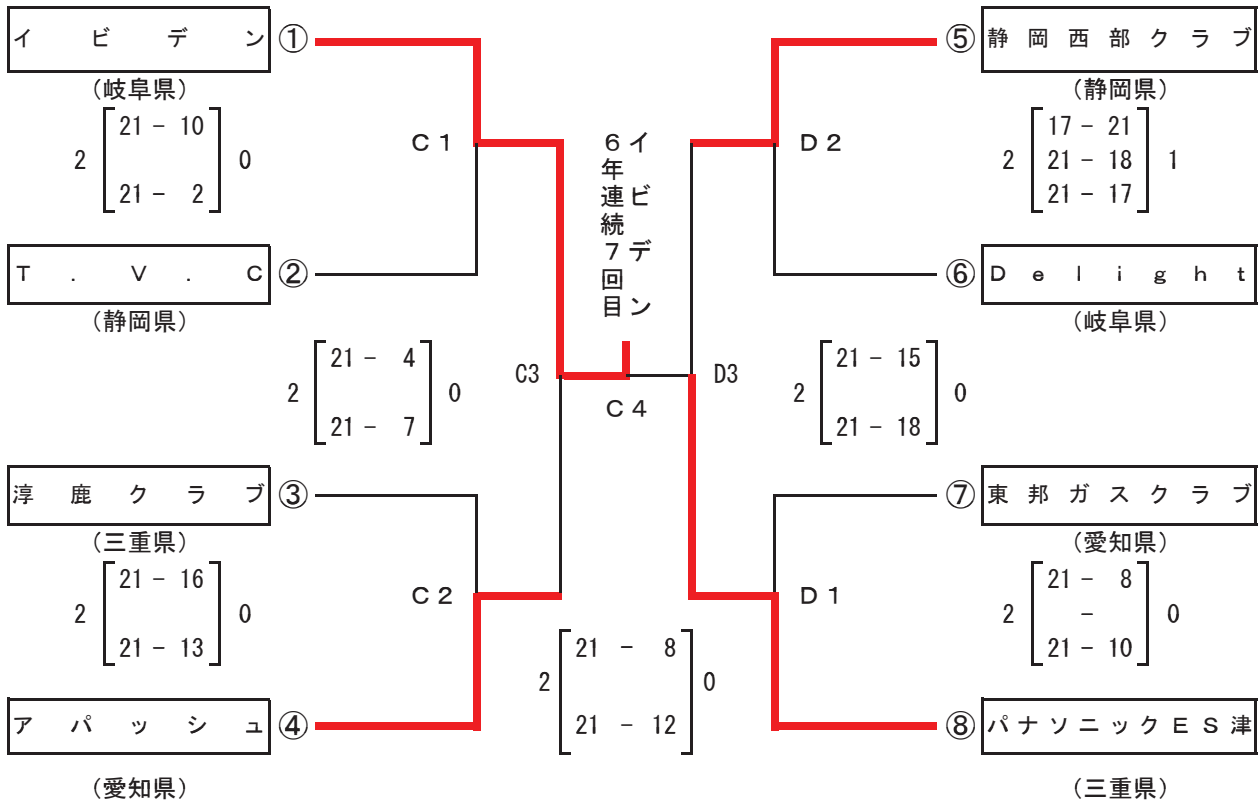 イビデン ①
(岐阜県)
2 [21 - 10 / 21 - 2] 0
C1
T.V.C ②
(静岡県)
2 [21 - 4 / 21 - 7] 0
C3
淳鹿クラブ ③
(三重県)
2 [21 - 16 / 21 - 13] 0
C2
アパッシュ ④
(愛知県)
イビデン
6年連続7回目
C4
2 [21 - 8 / 21 - 12] 0
⑤ 静岡西部クラブ
(静岡県)
D2
2 [17 - 21 / 21 - 18 / 21 - 17] 1
⑥ Delight
(岐阜県)
D3
2 [21 - 15 / 21 - 18] 0
⑦ 東邦ガスクラブ
(愛知県)
D1
2 [21 - 8 / - / 21 - 10] 0
⑧ パナソニックES津
(三重県)